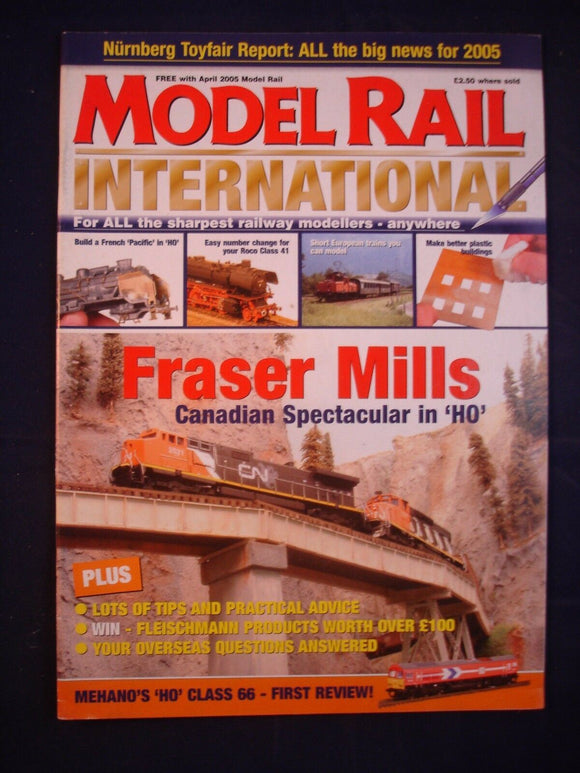 Nürnberg Toyfair Report: ALL the big news for 2005
FREE with April 2005 Model Rail
£2.50 where sold
MODEL RAIL
INTERNATIONAL
For ALL the sharpest railway modellers - anywhere
Build a French 'Pacific' in 'HO'
Easy number change for
your Roco Class 41
Short European trains you
can model
Make better plastic
buildings
Fraser Mills
Canadian Spectacular in 'HO'
CN
PLUS
LOTS OF TIPS AND PRACTICAL ADVICE
WIN - FLEISCHMANN PRODUCTS WORTH OVER £100
YOUR OVERSEAS QUESTIONS ANSWERED
MEHANO'S 'HO' CLASS 66 - FIRST REVIEW!